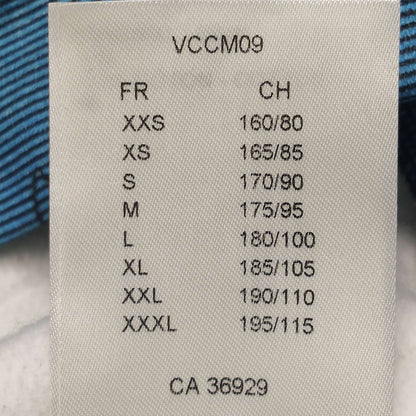 VCCM09
FR CH
XXS 160/80
XS 165/85
S 170/90
M 175/95
L 180/100
XL 185/105
XXL 190/110
XXXL 195/115
CA 36929